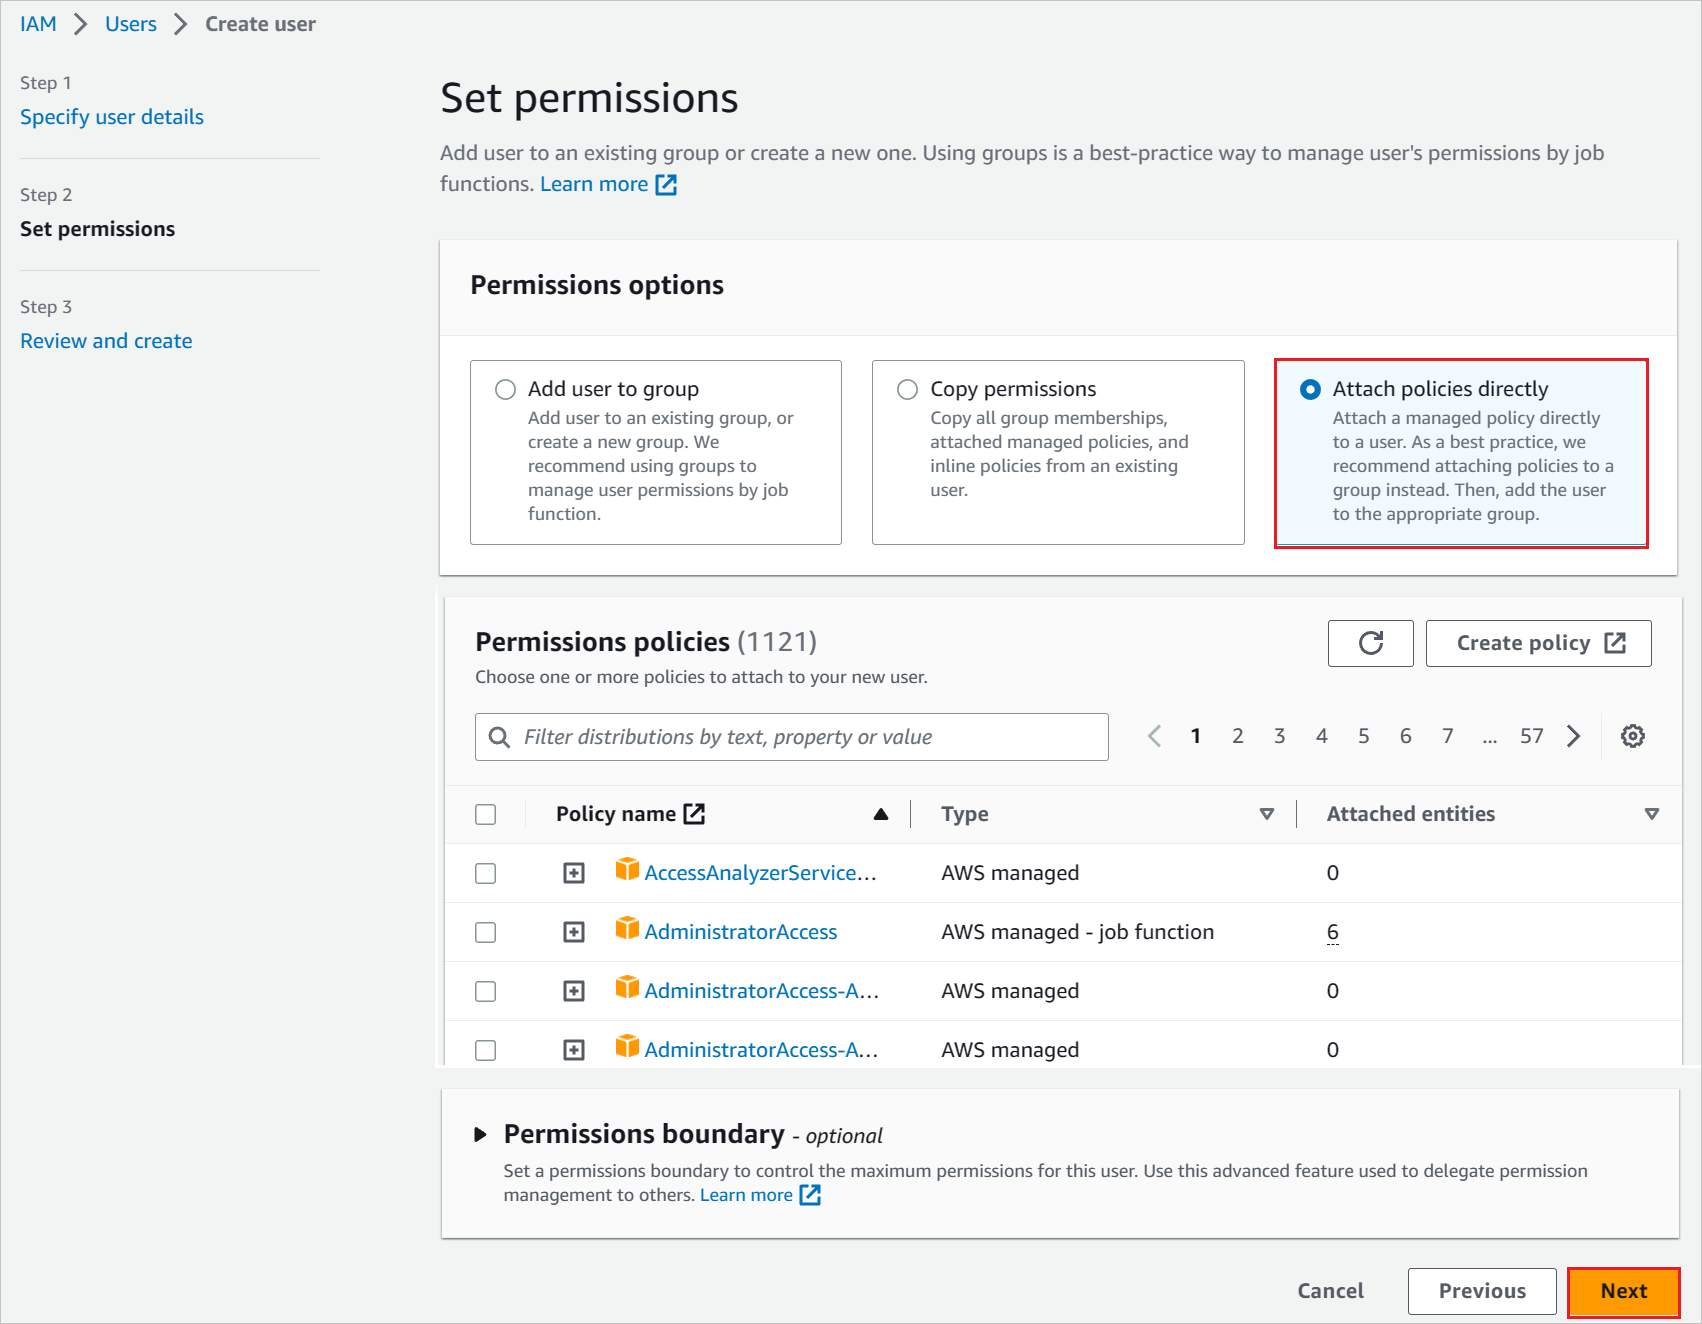 IAM > Users > Create user
Step 1
Specify user details
Step 2
Set permissions
Step 3
Review and create
Set permissions
Add user to an existing group or create a new one. Using groups is a best-practice way to manage user's permissions by job
functions. Learn more
Permissions options
Add user to group
Add user to an existing group, or
create a new group. We
recommend using groups to
manage user permissions by job
function.
Copy permissions
Copy all group memberships,
attached managed policies, and
inline policies from an existing
user.
Attach policies directly
Attach a managed policy directly
to a user. As a best practice, we
recommend attaching policies to a
group instead. Then, add the user
to the appropriate group.
Permissions policies (1121)
Choose one or more policies to attach to your new user.
Create policy
Filter distributions by text, property or value
1 2 3 4 5 6 7 ... 57
Policy name Type Attached entities
AccessAnalyzerService... AWS managed 0
AdministratorAccess AWS managed - job function 6
AdministratorAccess-A... AWS managed 0
AdministratorAccess-A... AWS managed 0
Permissions boundary - optional
Set a permissions boundary to control the maximum permissions for this user. Use this advanced feature used to delegate permission
management to others. Learn more
Cancel Previous Next